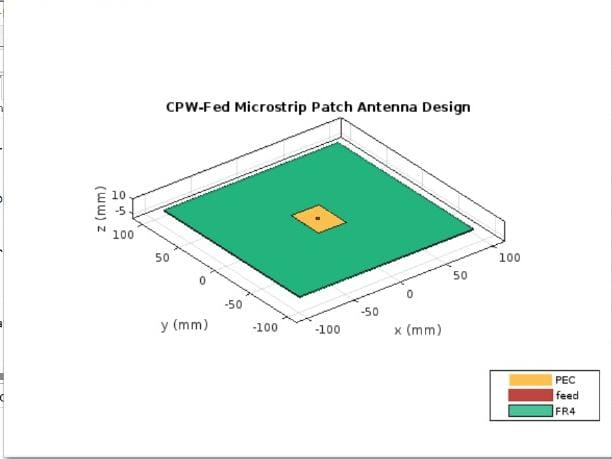 CPW-Fed Microstrip Patch Antenna Design
z (mm)
10
-5
100
50
0
-50
-100
y (mm)
-100
-50
0
50
100
x (mm)
PEC
feed
FR4